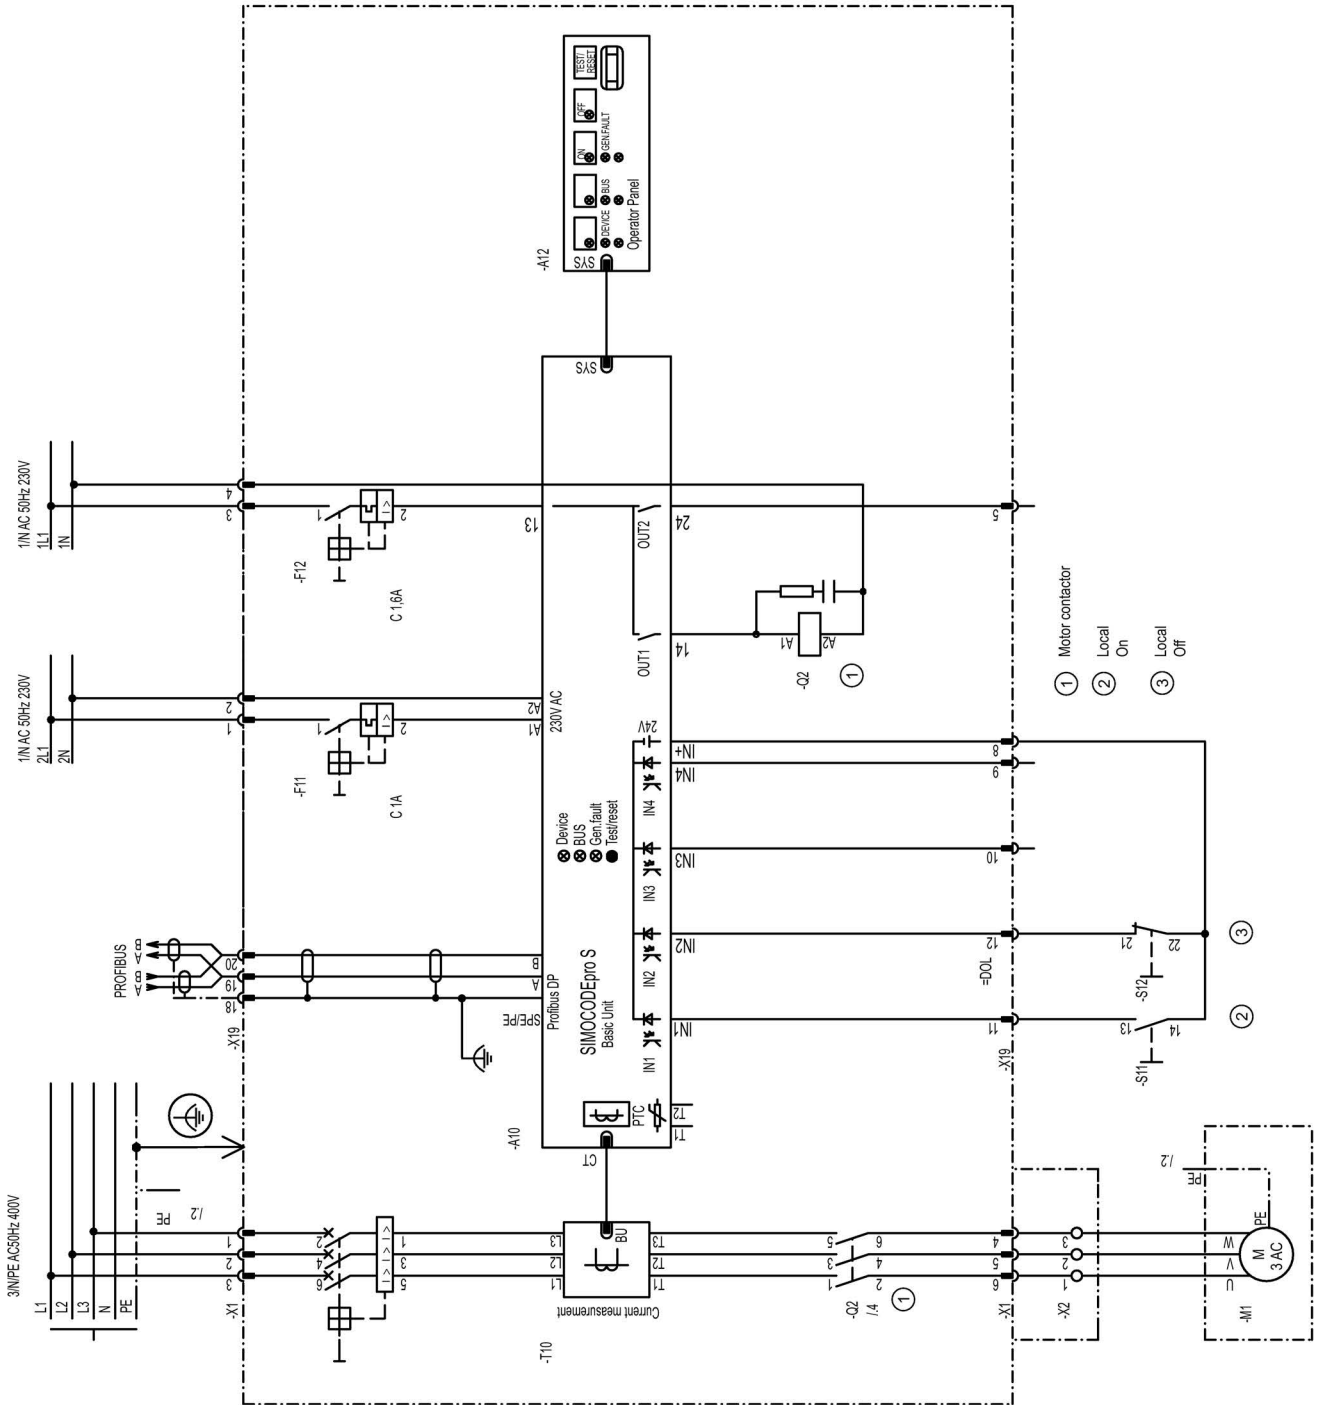 3/N/PE AC50Hz 400V
L1
L2
L3
N
PE
PE
/.2
-X1
3
2
1
6
4
2
5
3
1
-T10
L1
L2
L3
BU
Current measurement
T1
T2
T3
-Q2
/.4
1
3
5
2
4
6
1
-X1
6
5
4
-X2
1
2
3
-M1
U
V
W
PE
M
3 AC
PE
/.2
PROFIBUS
A
B
A
B
-X19
18
19
20
SPE/PE
A
B
Profibus DP
-A10
SIMOCODEpro S
Basic Unit
Device
BUS
Gen.fault
Test/reset
CT
PTC
T1
T2
IN1
IN2
IN3
IN4
24V
IN1
IN2
IN3
IN4
IN+
-X19
11
12
10
9
8
=DOL
-S11
13
14
2
-S12
21
22
3
1/N AC 50Hz 230V
2L1
2N
1
2
-F11
1
2
C 1A
A1
A2
230V AC
1/N AC 50Hz 230V
1L1
1N
3
4
-F12
1
2
C 1,6A
13
OUT1
OUT2
14
24
-Q2
A1
A2
1
5
SYS
-A12
SYS
DEVICE
BUS
GEN.FAULT
ON
OFF
TEST/
RESET
Operator Panel
1 Motor contactor
2 Local
On
3 Local
Off